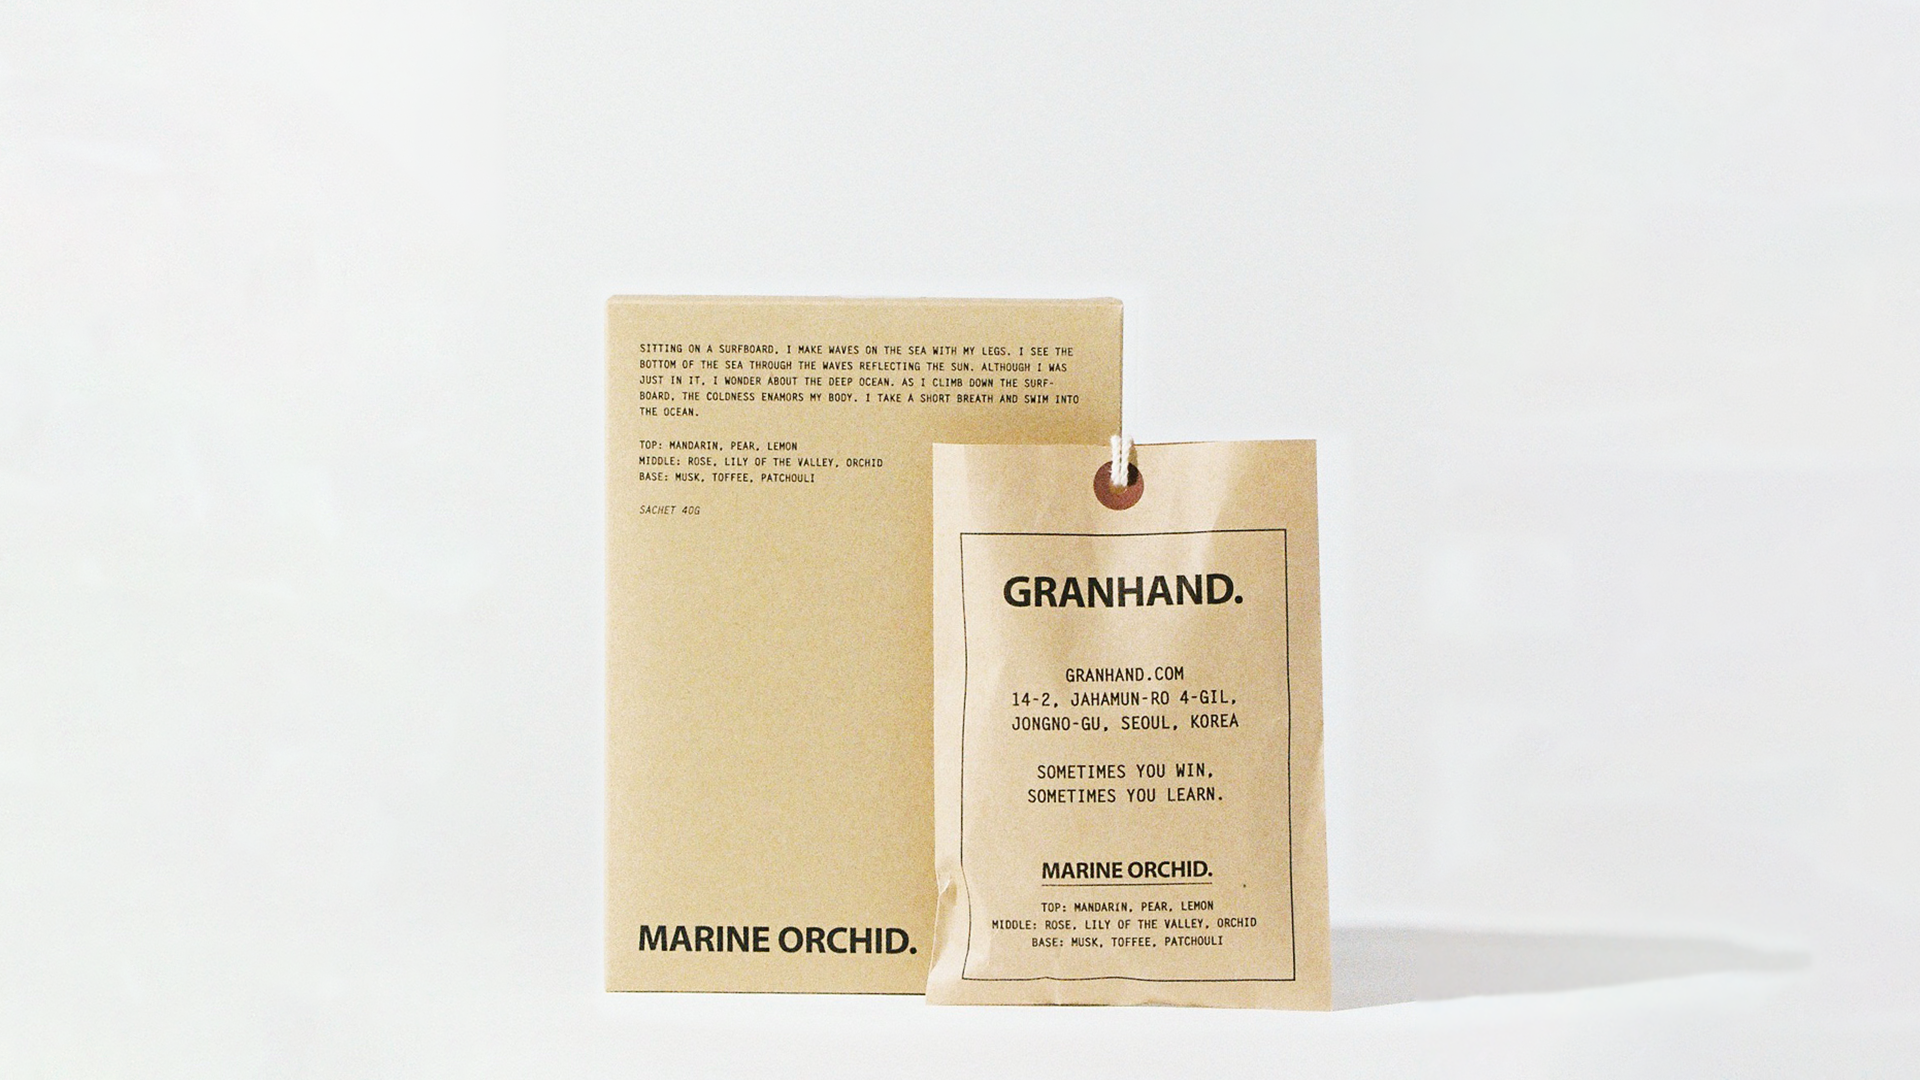 SITTING ON A SURFBOARD, I MAKE WAVES ON THE SEA WITH MY LEGS. I SEE THE
BOTTOM OF THE SEA THROUGH THE WAVES REFLECTING THE SUN. ALTHOUGH I WAS
JUST IN IT, I WONDER ABOUT THE DEEP OCEAN. AS I CLIMB DOWN THE SURF-
BOARD, THE COLDNESS ENAMORS MY BODY. I TAKE A SHORT BREATH AND SWIM INTO
THE OCEAN.
TOP: MANDARIN, PEAR, LEMON
MIDDLE: ROSE, LILY OF THE VALLEY, ORCHID
BASE: MUSK, TOFFEE, PATCHOULI
SACHET 40G
MARINE ORCHID.
GRANHAND.
GRANHAND.COM
14-2, JAHAMUN-RO 4-GIL,
JONGNO-GU, SEOUL, KOREA
SOMETIMES YOU WIN,
SOMETIMES YOU LEARN.
MARINE ORCHID.
TOP: MANDARIN, PEAR, LEMON
MIDDLE: ROSE, LILY OF THE VALLEY, ORCHID
BASE: MUSK, TOFFEE, PATCHOULI